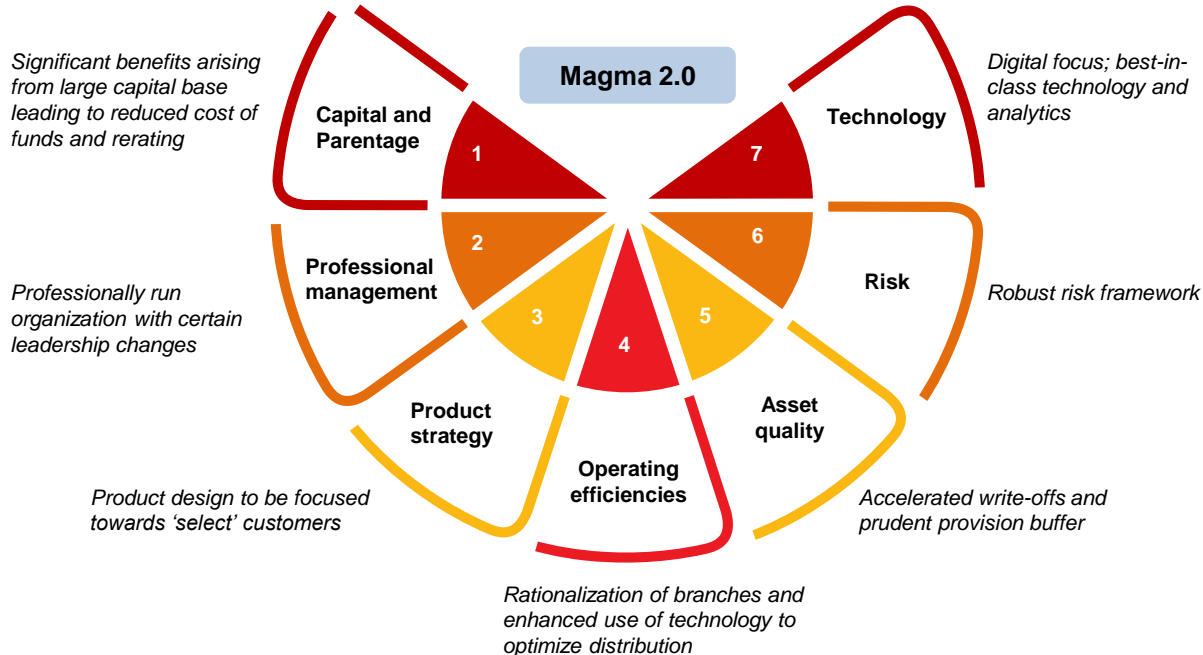 Magma 2.0
Significant benefits arising
from large capital base
leading to reduced cost of
funds and rerating
Capital and
Parentage
1
Professionally run
organization with certain
leadership changes
Professional
management
2
Product design to be focused
towards ‘select’ customers
Product
strategy
3
Rationalization of branches and
enhanced use of technology to
optimize distribution
Operating
efficiencies
4
Accelerated write-offs and
prudent provision buffer
Asset
quality
5
Robust risk framework
Risk
6
Digital focus; best-in-
class technology and
analytics
Technology
7